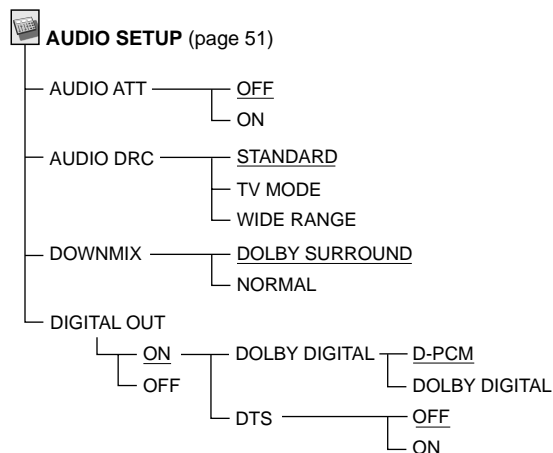 AUDIO SETUP (page 51)
AUDIO ATT OFF
ON
AUDIO DRC STANDARD
TV MODE
WIDE RANGE
DOWNMIX DOLBY SURROUND
NORMAL
DIGITAL OUT
ON DOLBY DIGITAL D-PCM
OFF DOLBY DIGITAL
DTS OFF
ON